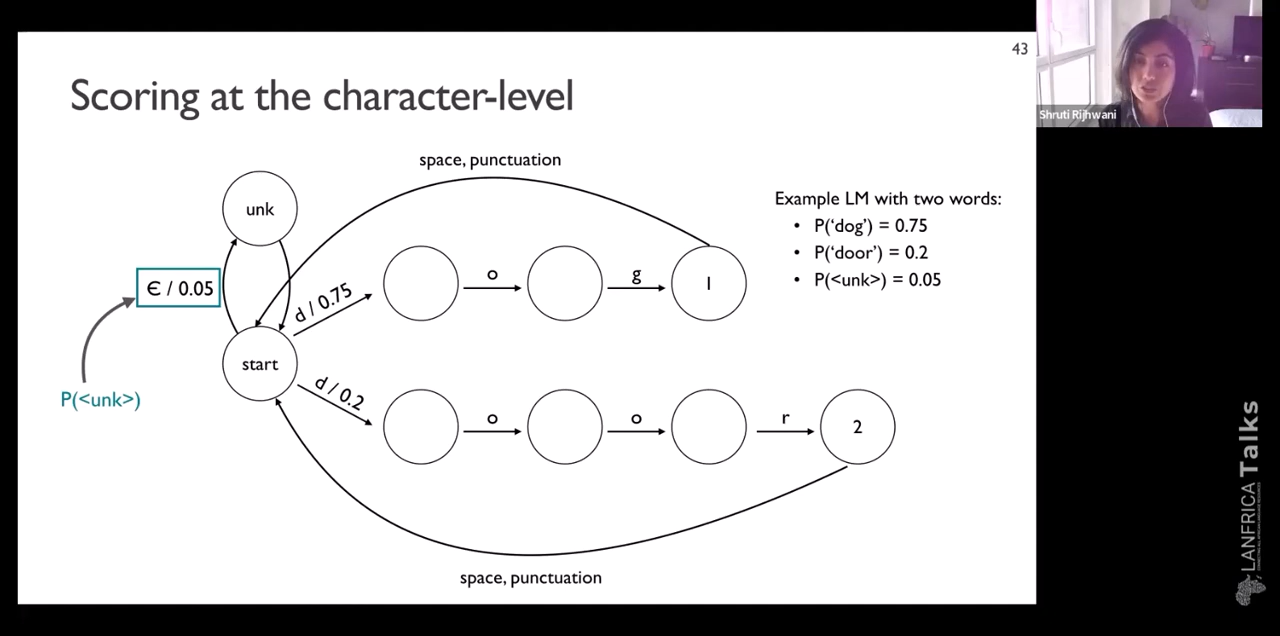 43
Shruti Rijhwani
Scoring at the character-level
space, punctuation
unk
Example LM with two words:
• P(‘dog’) = 0.75
• P(‘door’) = 0.2
• P(<unk>) = 0.05
Є / 0.05
d / 0.75
o
g
1
start
P(<unk>)
d / 0.2
o
o
r
2
space, punctuation
LANFRICA Talks